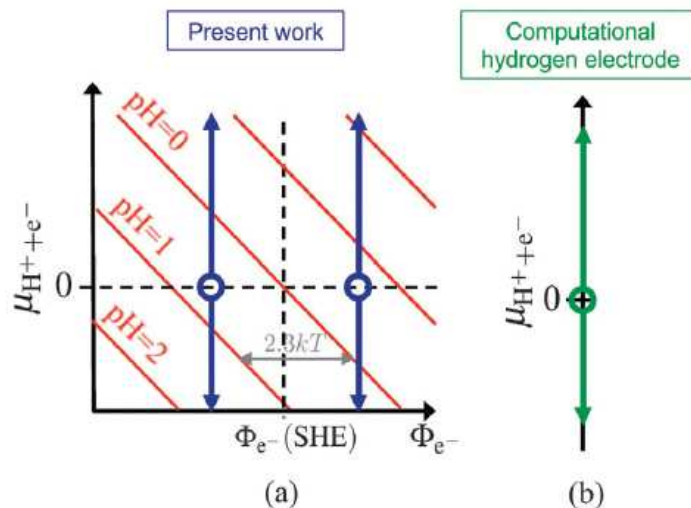 Present work
Computational
hydrogen electrode
pH=0
pH=1
pH=2
μH⁺+e⁻
0
2.3kT
Φe⁻(SHE)
Φe⁻
(a)
μH⁺+e⁻
0
(b)